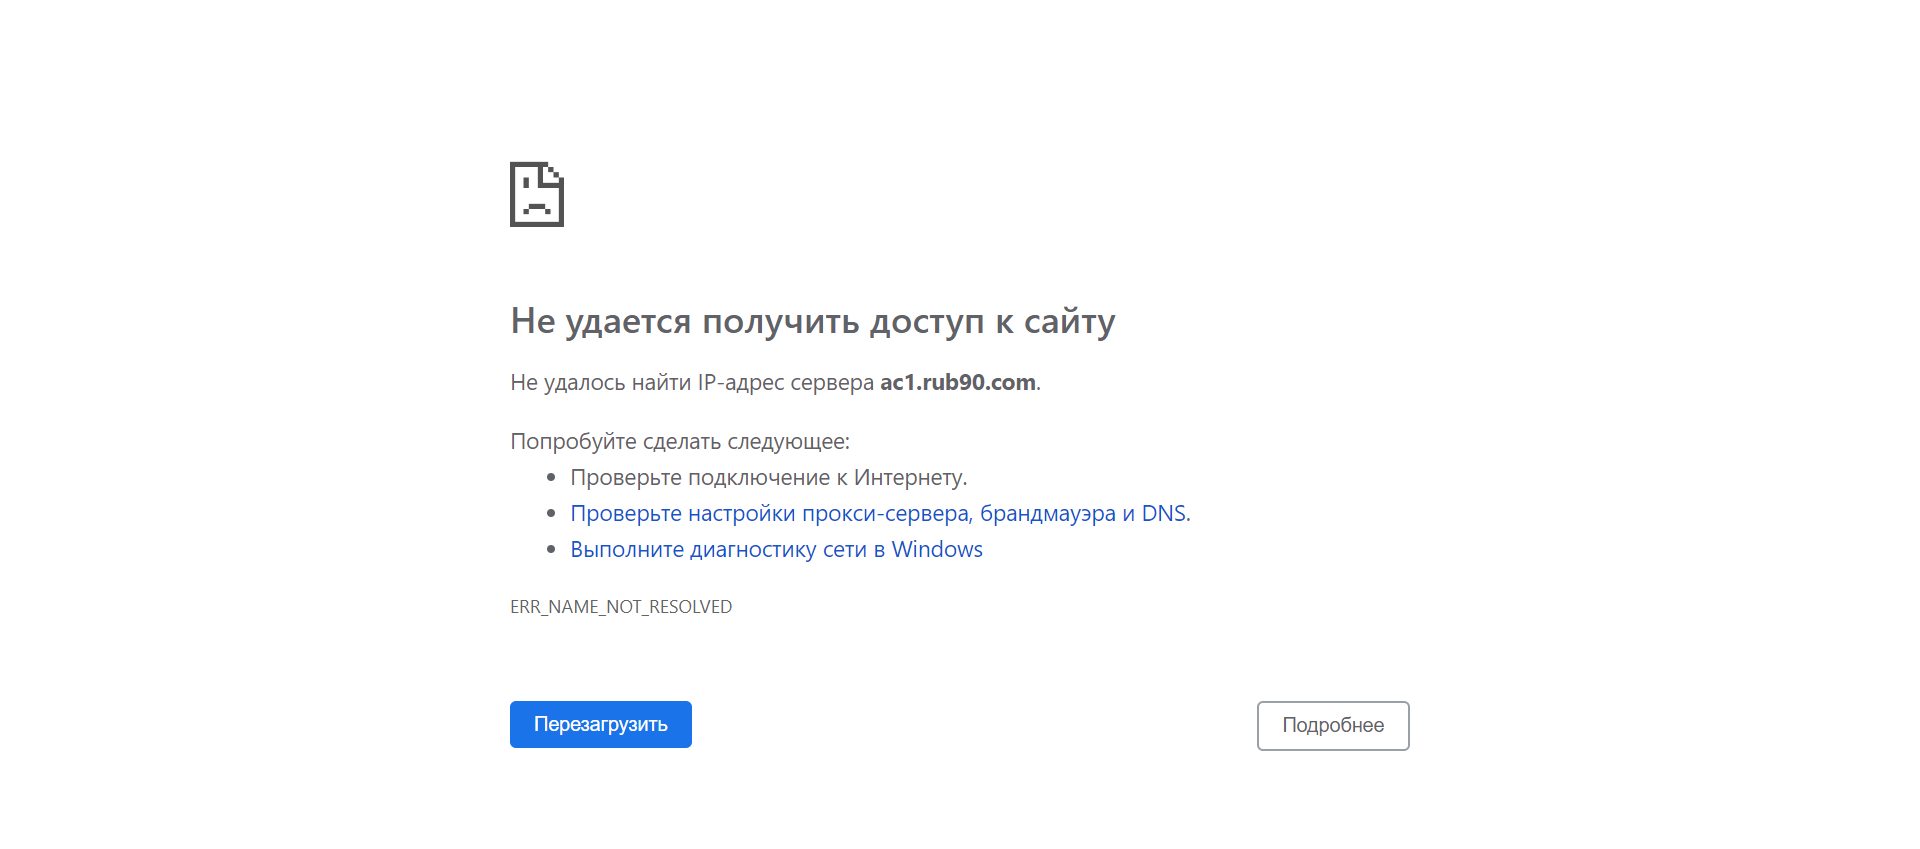 Не удается получить доступ к сайту
Не удалось найти IP-адрес сервера ac1.rub90.com.
Попробуйте сделать следующее:
Проверьте подключение к Интернету.
Проверьте настройки прокси-сервера, брандмауэра и DNS.
Выполните диагностику сети в Windows
ERR_NAME_NOT_RESOLVED
Перезагрузить
Подробнее